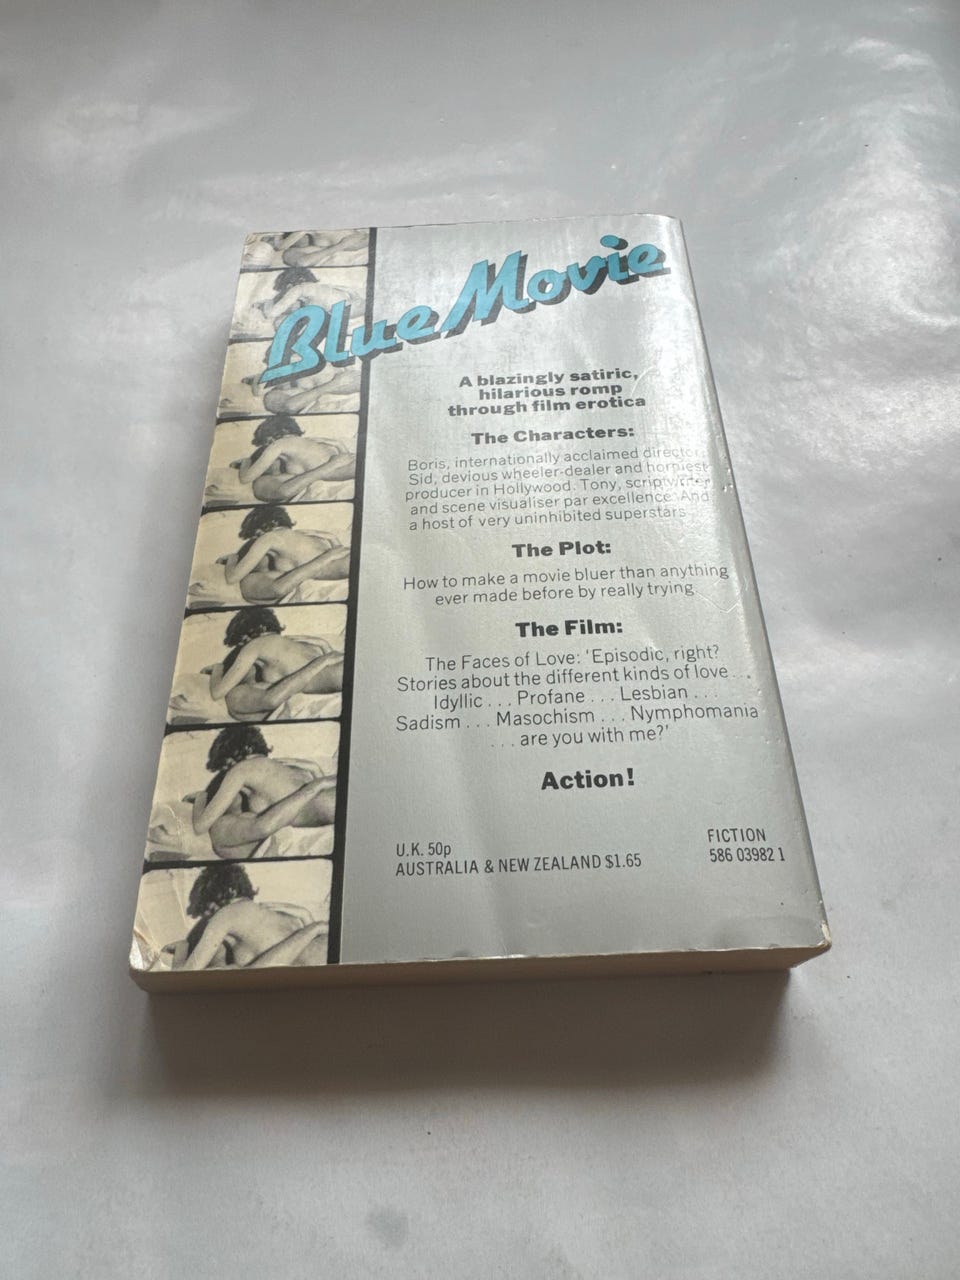 Blue Movie
A blazingly satiric,
hilarious romp
through film erotica
The Characters:
Boris, internationally acclaimed director.
Sid, devious wheeler-dealer and horniest
producer in Hollywood. Tony, scriptwriter
and scene visualiser par excellence. And
a host of very uninhibited superstars
The Plot:
How to make a movie bluer than anything
ever made before by really trying.
The Film:
The Faces of Love: 'Episodic, right?
Stories about the different kinds of love ...
Idyllic ... Profane ... Lesbian ...
Sadism ... Masochism ... Nymphomania
... are you with me?'
Action!
U.K. 50p
AUSTRALIA & NEW ZEALAND $1.65
FICTION
586 03982 1